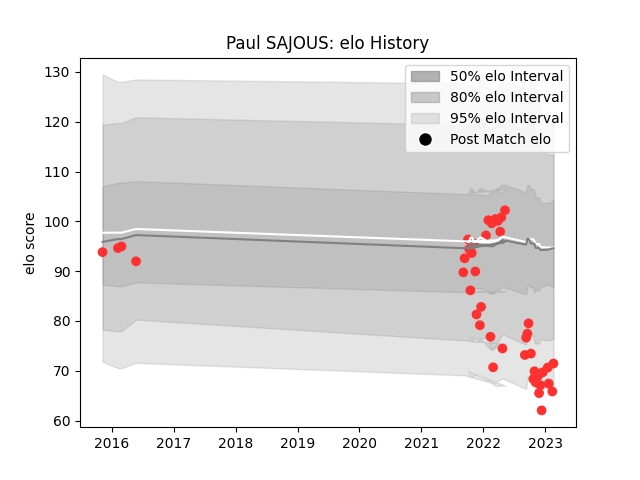 Paul SAJOUS: elo History
130
120
110
100
90
80
70
60
elo score
50% elo Interval
80% elo Interval
95% elo Interval
Post Match elo
2016
2017
2018
2019
2020
2021
2022
2023